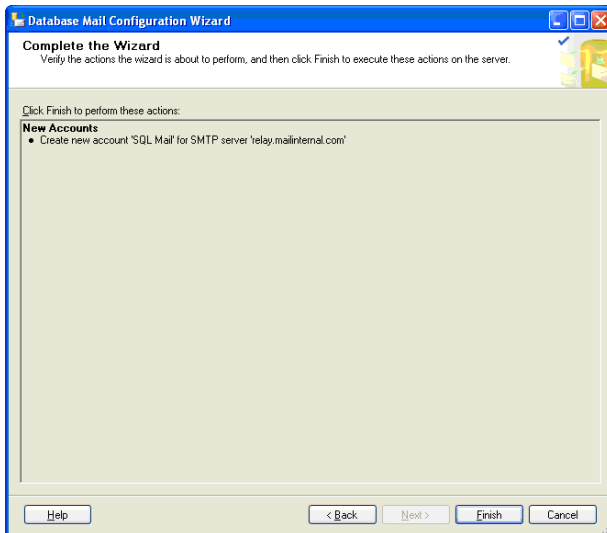 Database Mail Configuration Wizard
Complete the Wizard
Verify the actions the wizard is about to perform, and then click Finish to execute these actions on the server.
Click Finish to perform these actions:
New Accounts
● Create new account 'SQL Mail' for SMTP server 'relay.mailinternal.com'
Help
< Back
Next >
Finish
Cancel